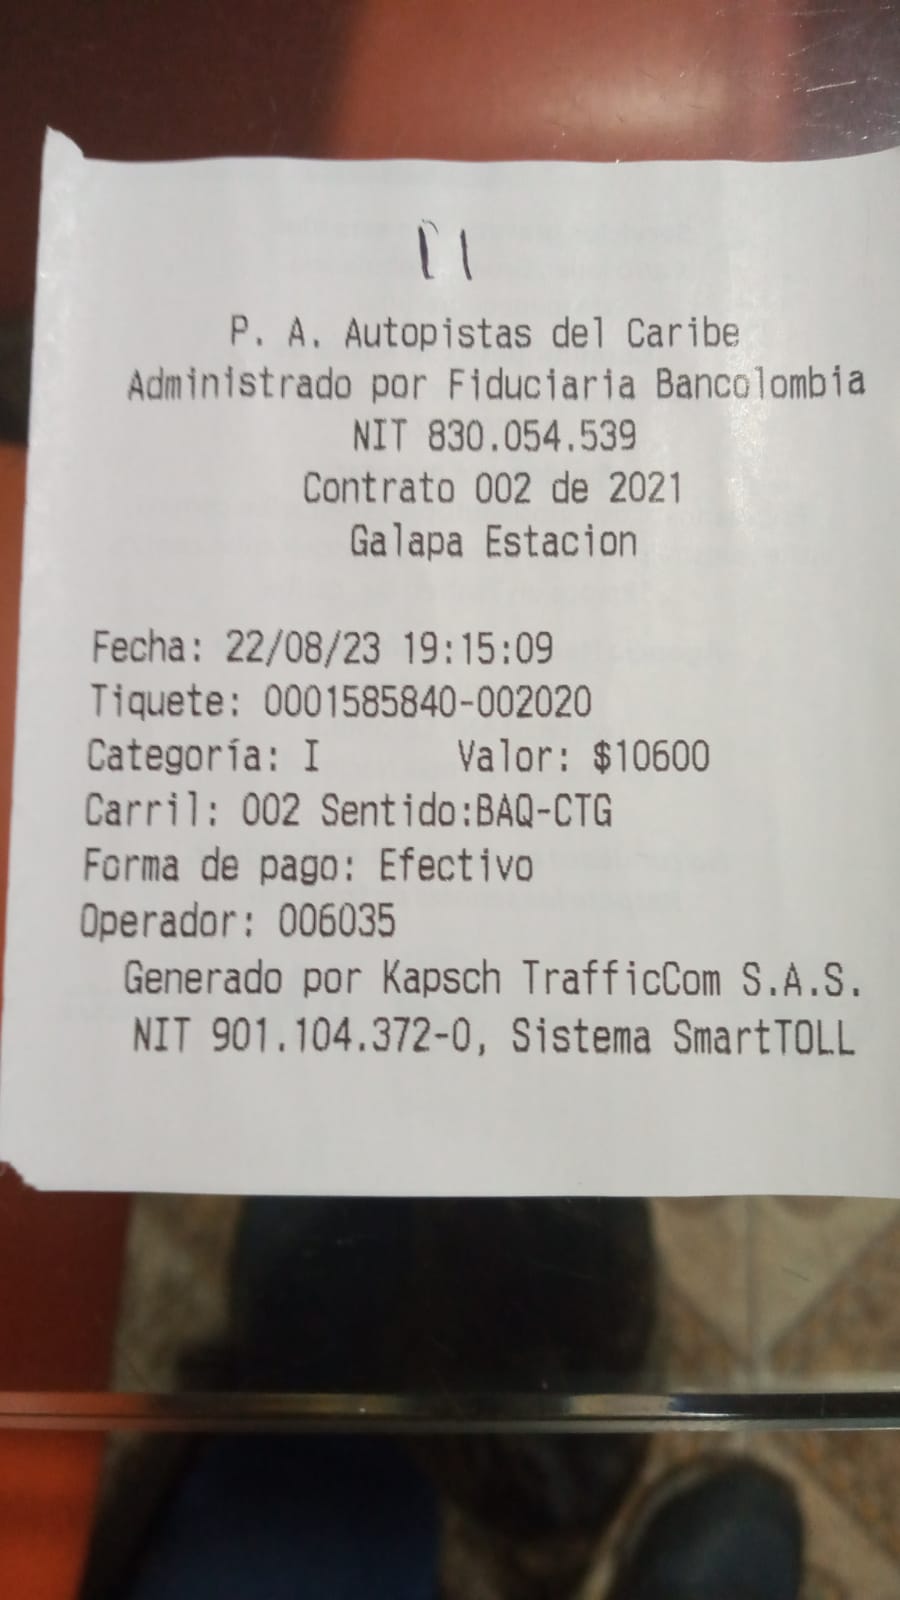 11
P. A. Autopistas del Caribe
Administrado por Fiduciaria Bancolombia
NIT 830.054.539
Contrato 002 de 2021
Galapa Estacion
Fecha: 22/08/23 19:15:09
Tiquete: 0001585840-002020
Categoría: I Valor: $10600
Carril: 002 Sentido:BAQ-CTG
Forma de pago: Efectivo
Operador: 006035
Generado por Kapsch TrafficCom S.A.S.
NIT 901.104.372-0, Sistema SmartTOLL